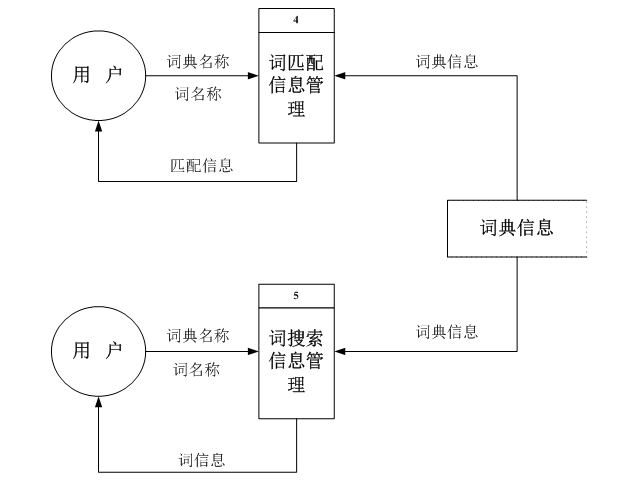 4
用 户
词典名称
词名称
词匹配
信息管
理
词典信息
匹配信息
词典信息
5
用 户
词典名称
词名称
词搜索
信息管
理
词典信息
词信息